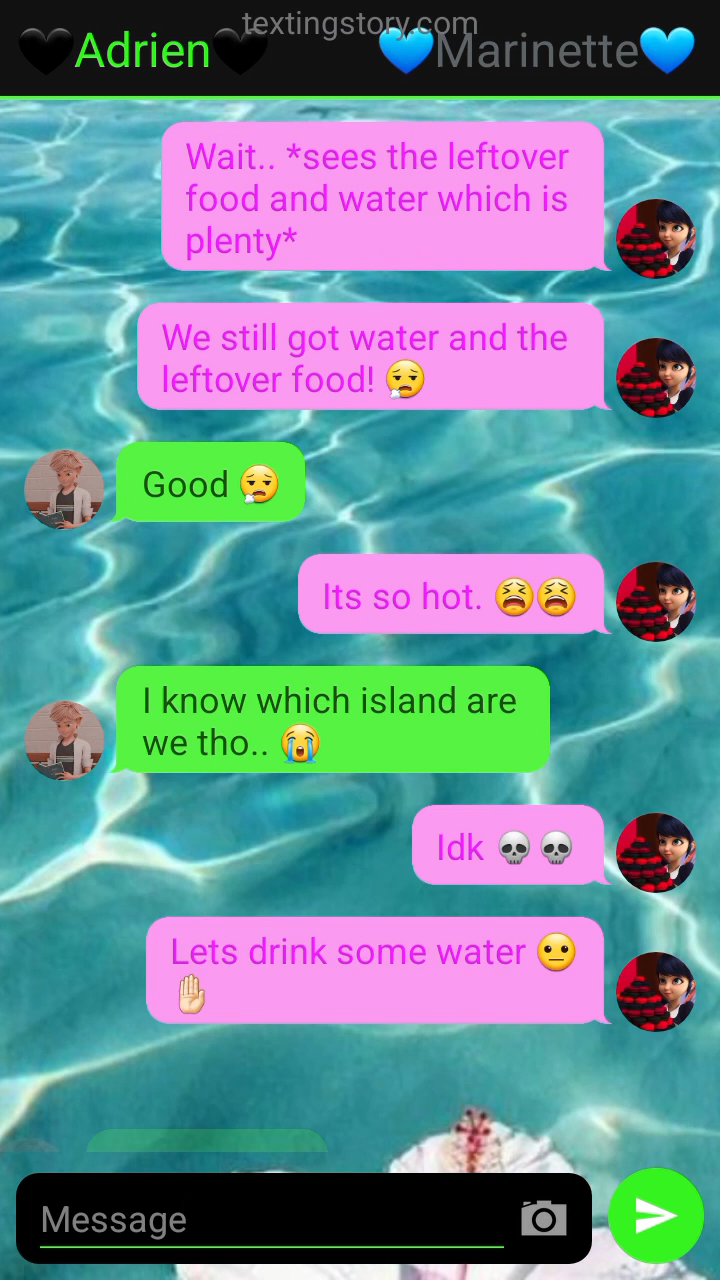 textingstory.com
🖤Adrien🖤 💙Marinette💙
Wait.. *sees the leftover
food and water which is
plenty*
We still got water and the
leftover food! 😮‍💨
Good 😮‍💨
Its so hot. 😫😫
I know which island are
we tho.. 😭
Idk 💀💀
Lets drink some water 😐
🤚🏻
Message